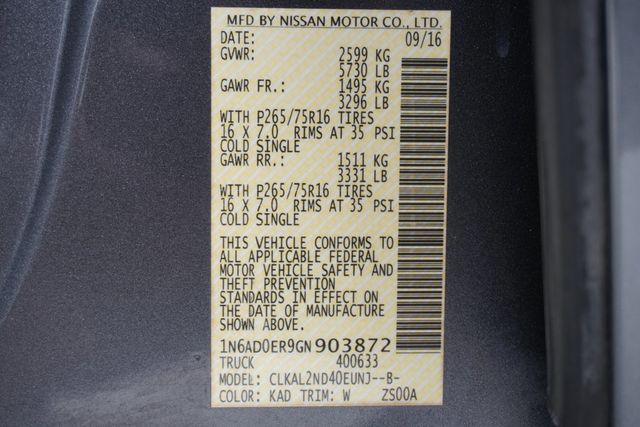 MFD BY NISSAN MOTOR CO., LTD.
DATE: 09/16
GVWR: 2599 KG
5730 LB
GAWR FR.: 1495 KG
3296 LB
WITH P265/75R16 TIRES
16 X 7.0 RIMS AT 35 PSI
COLD SINGLE
GAWR RR.: 1511 KG
3331 LB
WITH P265/75R16 TIRES
16 X 7.0 RIMS AT 35 PSI
COLD SINGLE
THIS VEHICLE CONFORMS TO
ALL APPLICABLE FEDERAL
MOTOR VEHICLE SAFETY AND
THEFT PREVENTION
STANDARDS IN EFFECT ON
THE DATE OF MANUFACTURE
SHOWN ABOVE.
1N6AD0ER9GN903872
TRUCK 400633
MODEL: CLKAL2ND40EUNJ--B-
COLOR: KAD TRIM: W ZS00A